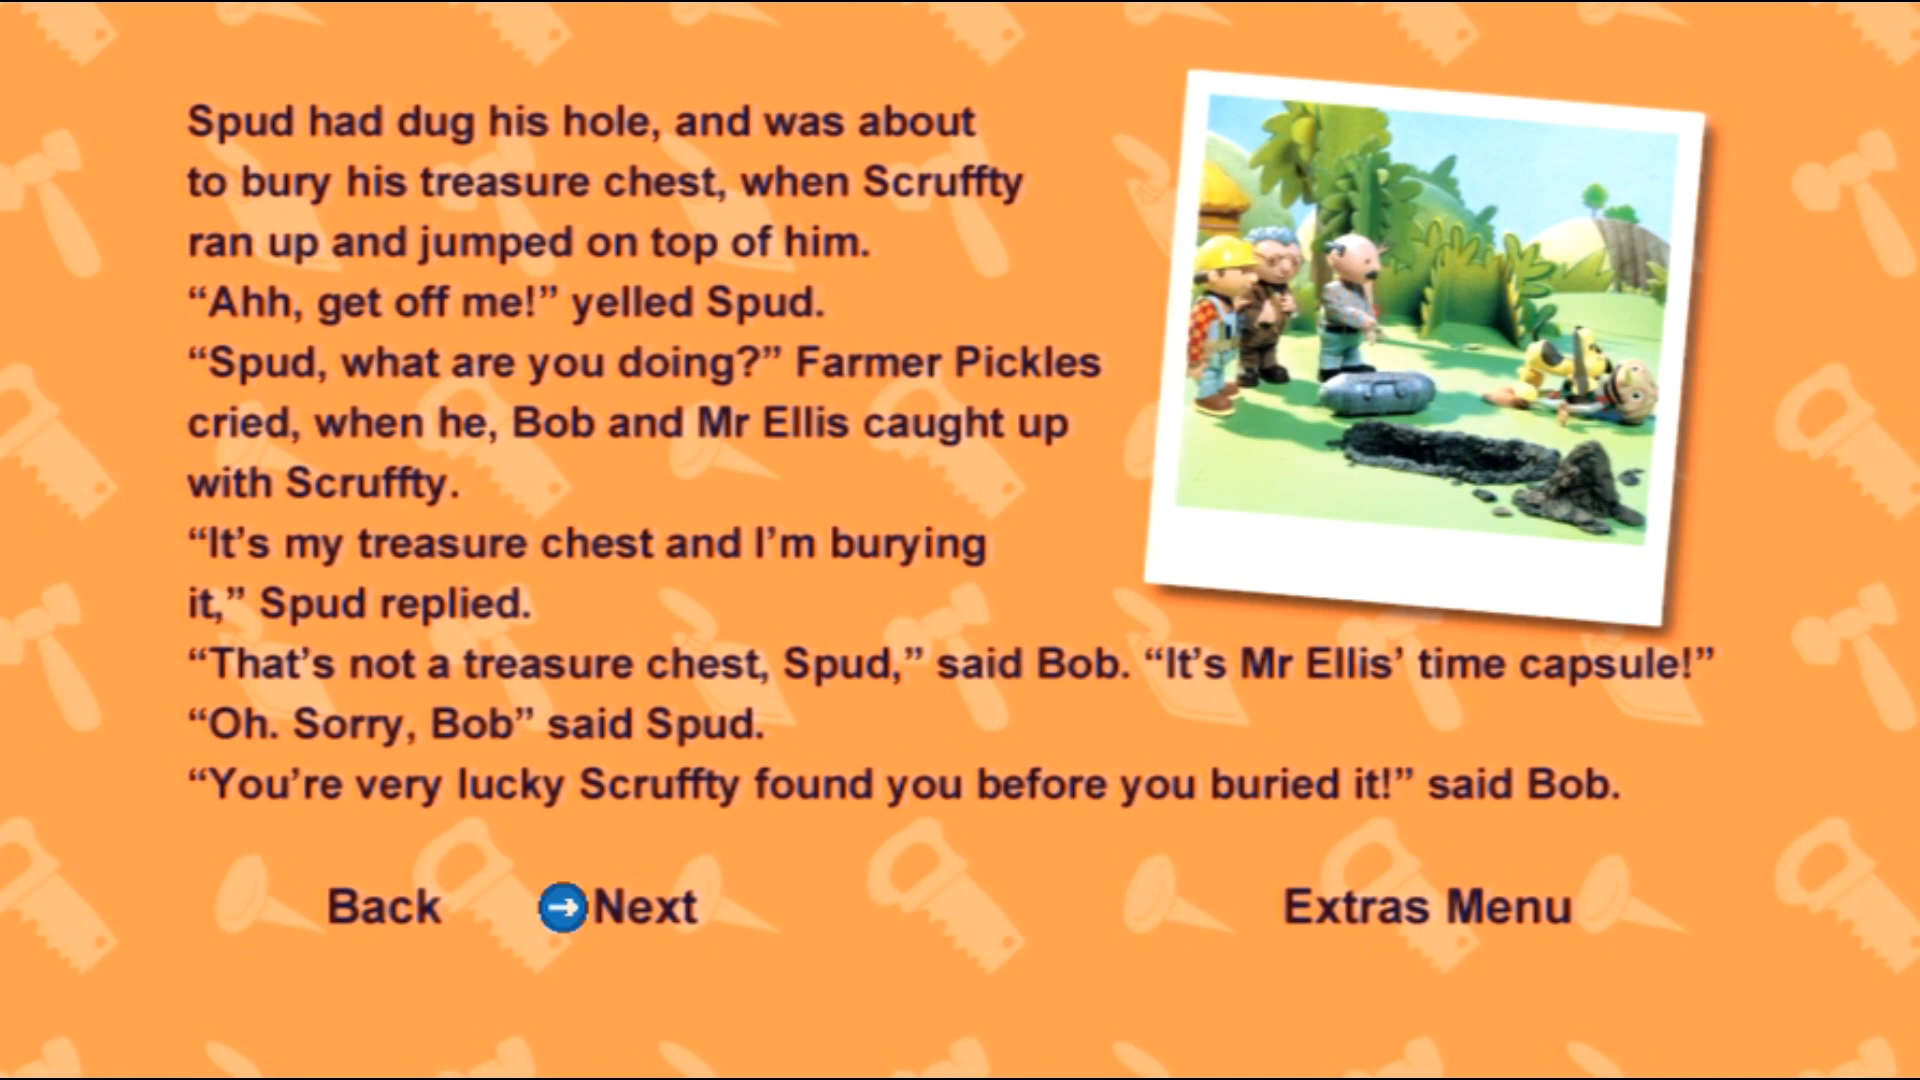 Spud had dug his hole, and was about
to bury his treasure chest, when Scruffty
ran up and jumped on top of him.
“Ahh, get off me!” yelled Spud.
“Spud, what are you doing?” Farmer Pickles
cried, when he, Bob and Mr Ellis caught up
with Scruffty.
“It’s my treasure chest and I’m burying
it,” Spud replied.
“That’s not a treasure chest, Spud,” said Bob. “It’s Mr Ellis’ time capsule!”
“Oh. Sorry, Bob” said Spud.
“You’re very lucky Scruffty found you before you buried it!” said Bob.
Back Next Extras Menu